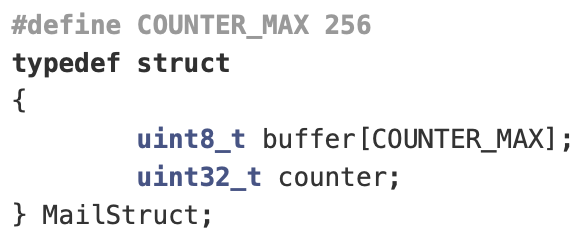 #define COUNTER_MAX 256
typedef struct
{
uint8_t buffer[COUNTER_MAX];
uint32_t counter;
} MailStruct;